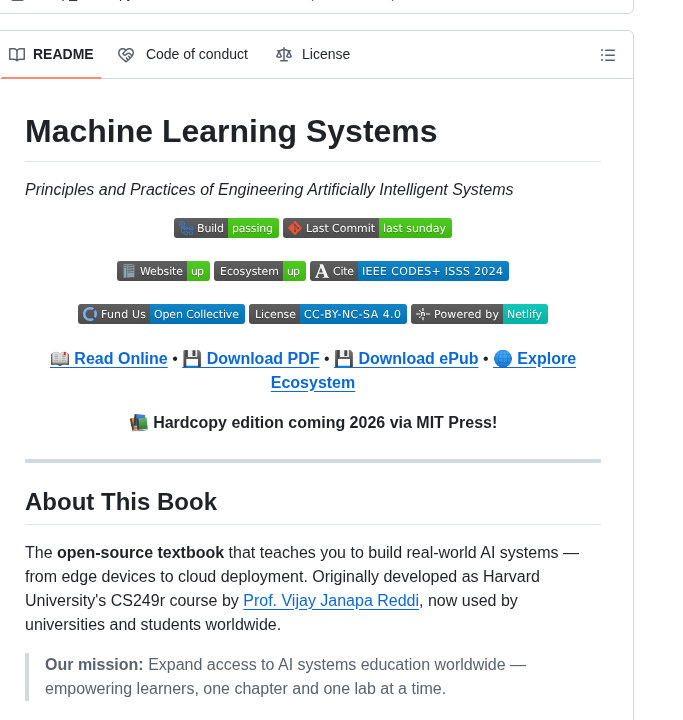 README Code of conduct License
Machine Learning Systems
Principles and Practices of Engineering Artificially Intelligent Systems
Build passing Last Commit last sunday
Website up Ecosystem up Cite IEEE CODES+ ISSS 2024
Fund Us Open Collective License CC-BY-NC-SA 4.0 Powered by Netlify
📖 Read Online • 💾 Download PDF • 💾 Download ePub • 🌐 Explore
Ecosystem
📚 Hardcopy edition coming 2026 via MIT Press!
About This Book
The open-source textbook that teaches you to build real-world AI systems —
from edge devices to cloud deployment. Originally developed as Harvard
University's CS249r course by Prof. Vijay Janapa Reddi, now used by
universities and students worldwide.
Our mission: Expand access to AI systems education worldwide —
empowering learners, one chapter and one lab at a time.